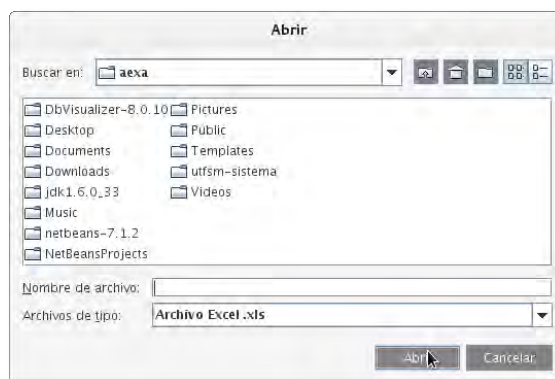 Abrir
Buscar en: aexa
DbVisualizer-8.0.10
Desktop
Documents
Downloads
jdk1.6.0_33
Music
netbeans-7.1.2
NetBeansProjects
Pictures
Public
Templates
utfsm-sistema
Videos
Nombre de archivo:
Archivos de tipo: Archivo Excel .xls
Abrir Cancelar